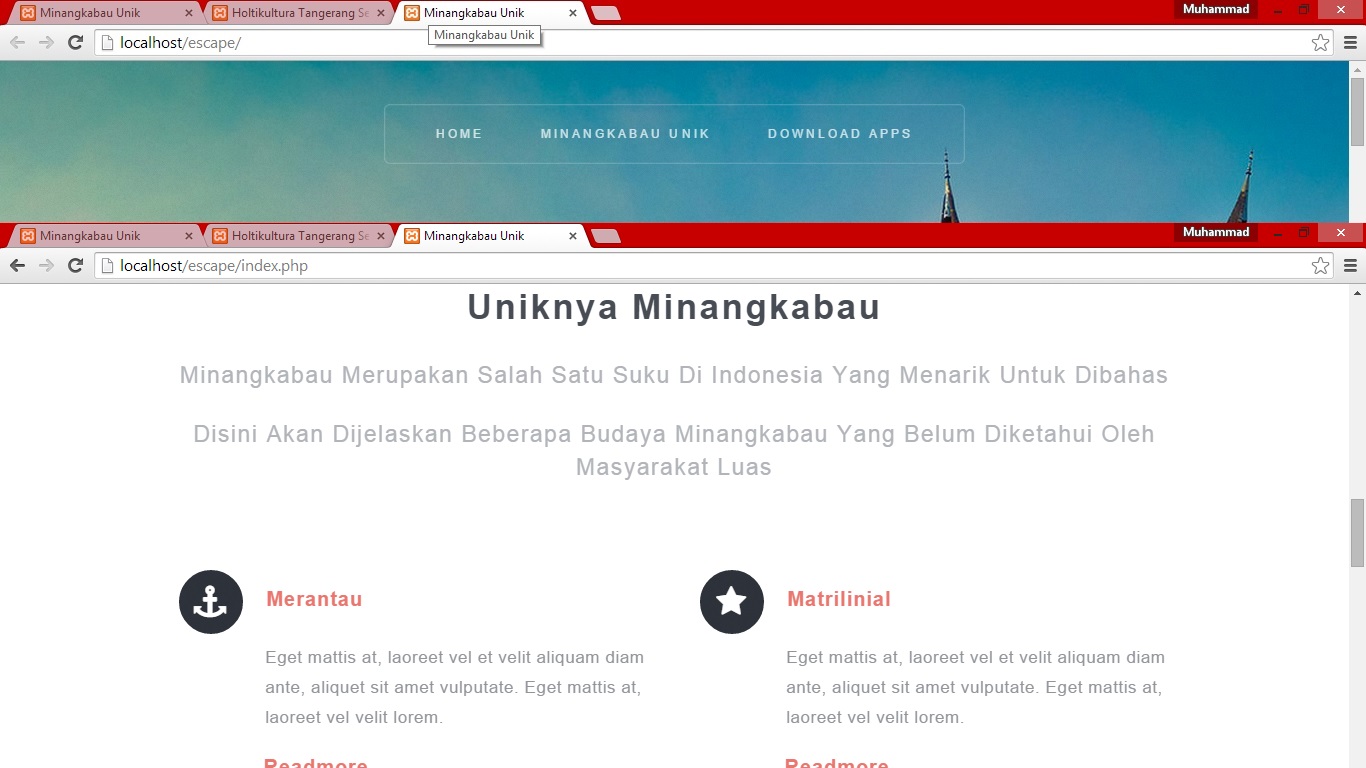 Minangkabau Unik
Holtikultura Tangerang Se
Minangkabau Unik
Muhammad
localhost/escape/
Minangkabau Unik
HOME
MINANGKABAU UNIK
DOWNLOAD APPS
Minangkabau Unik
Holtikultura Tangerang Se
Minangkabau Unik
Muhammad
localhost/escape/index.php
Uniknya Minangkabau
Minangkabau Merupakan Salah Satu Suku Di Indonesia Yang Menarik Untuk Dibahas
Disini Akan Dijelaskan Beberapa Budaya Minangkabau Yang Belum Diketahui Oleh
Masyarakat Luas
Merantau
Eget mattis at, laoreet vel et velit aliquam diam
ante, aliquet sit amet vulputate. Eget mattis at,
laoreet vel velit lorem.
Readmore
Matrilinial
Eget mattis at, laoreet vel et velit aliquam diam
ante, aliquet sit amet vulputate. Eget mattis at,
laoreet vel velit lorem.
Readmore